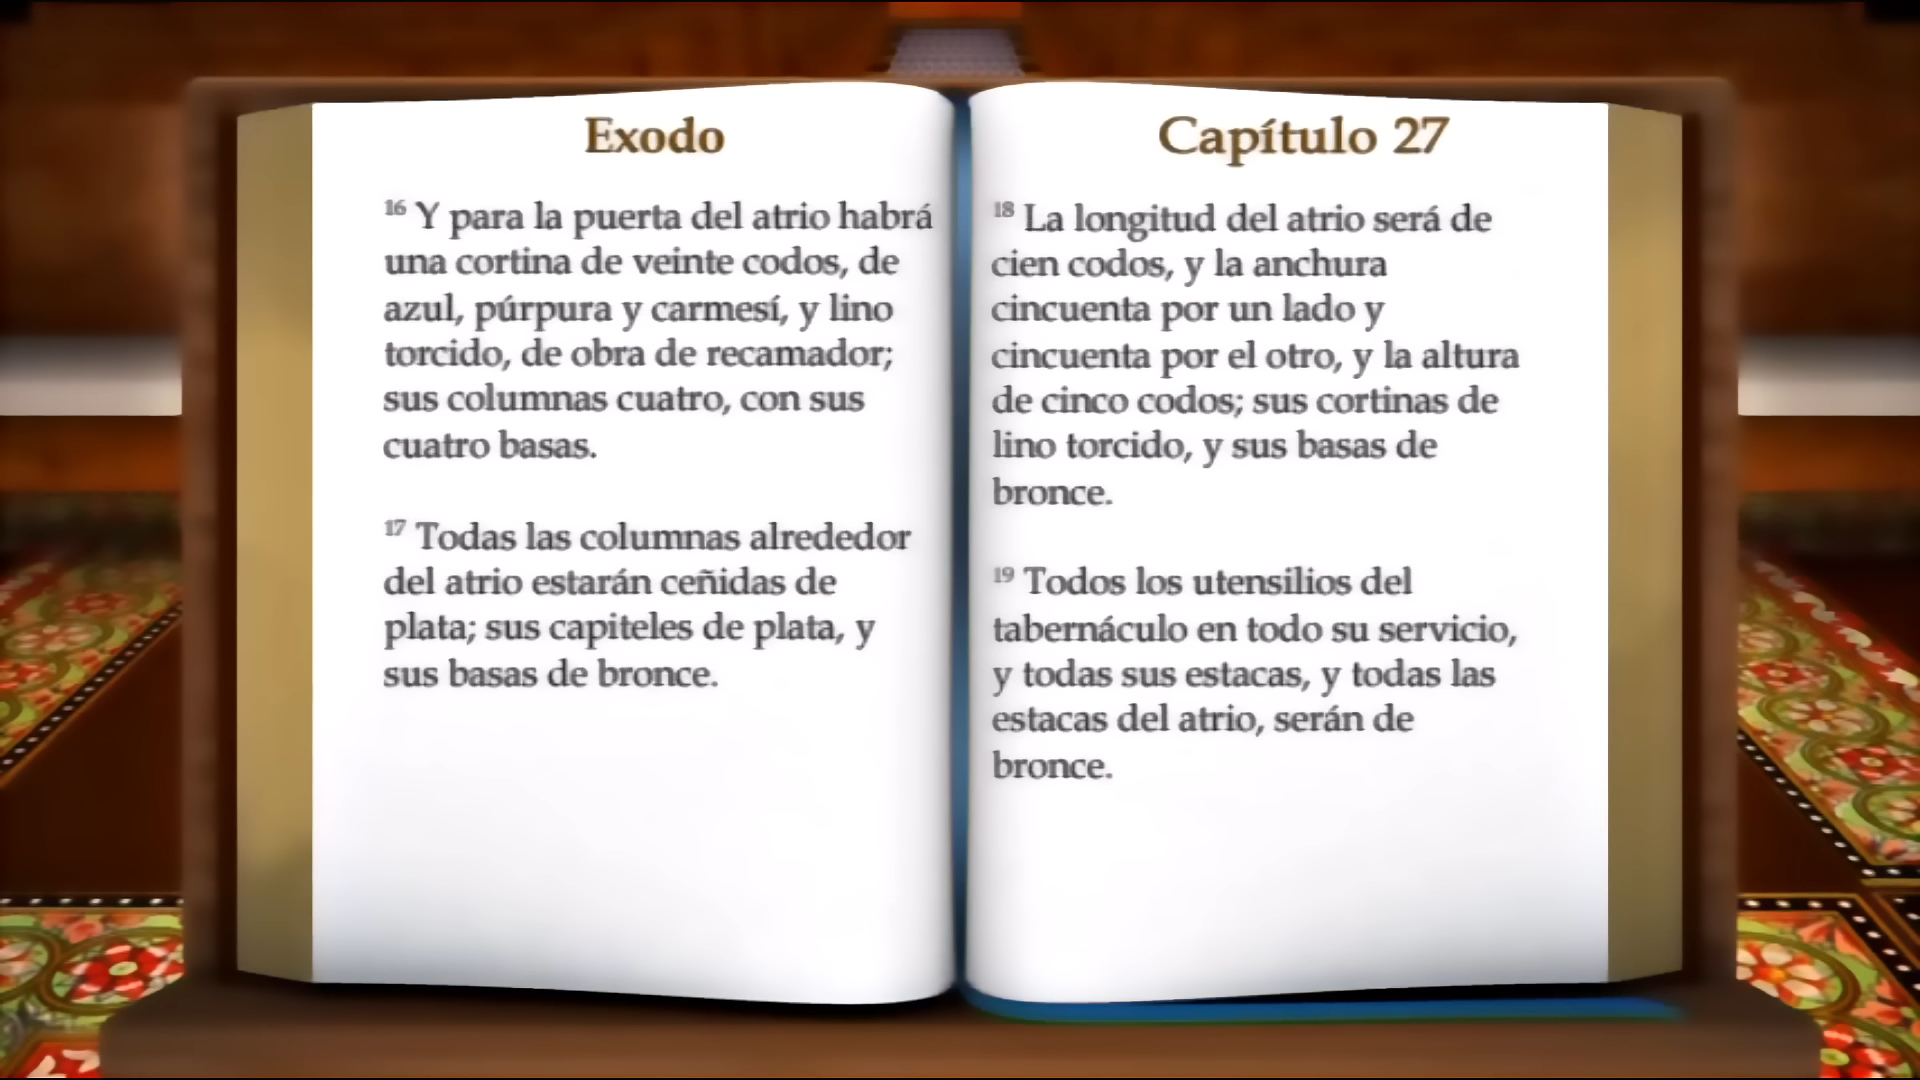 Exodo
16 Y para la puerta del atrio habrá
una cortina de veinte codos, de
azul, púrpura y carmesí, y lino
torcido, de obra de recamador;
sus columnas cuatro, con sus
cuatro basas.
17 Todas las columnas alrededor
del atrio estarán ceñidas de
plata; sus capiteles de plata, y
sus basas de bronce.
Capítulo 27
18 La longitud del atrio será de
cien codos, y la anchura
cincuenta por un lado y
cincuenta por el otro, y la altura
de cinco codos; sus cortinas de
lino torcido, y sus basas de
bronce.
19 Todos los utensilios del
tabernáculo en todo su servicio,
y todas sus estacas, y todas las
estacas del atrio, serán de
bronce.